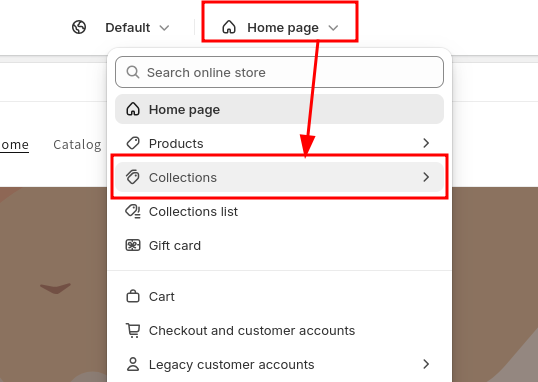 Default
Home page
Search online store
Home page
ome Catalog
Products
Collections
Collections list
Gift card
Cart
Checkout and customer accounts
Legacy customer accounts